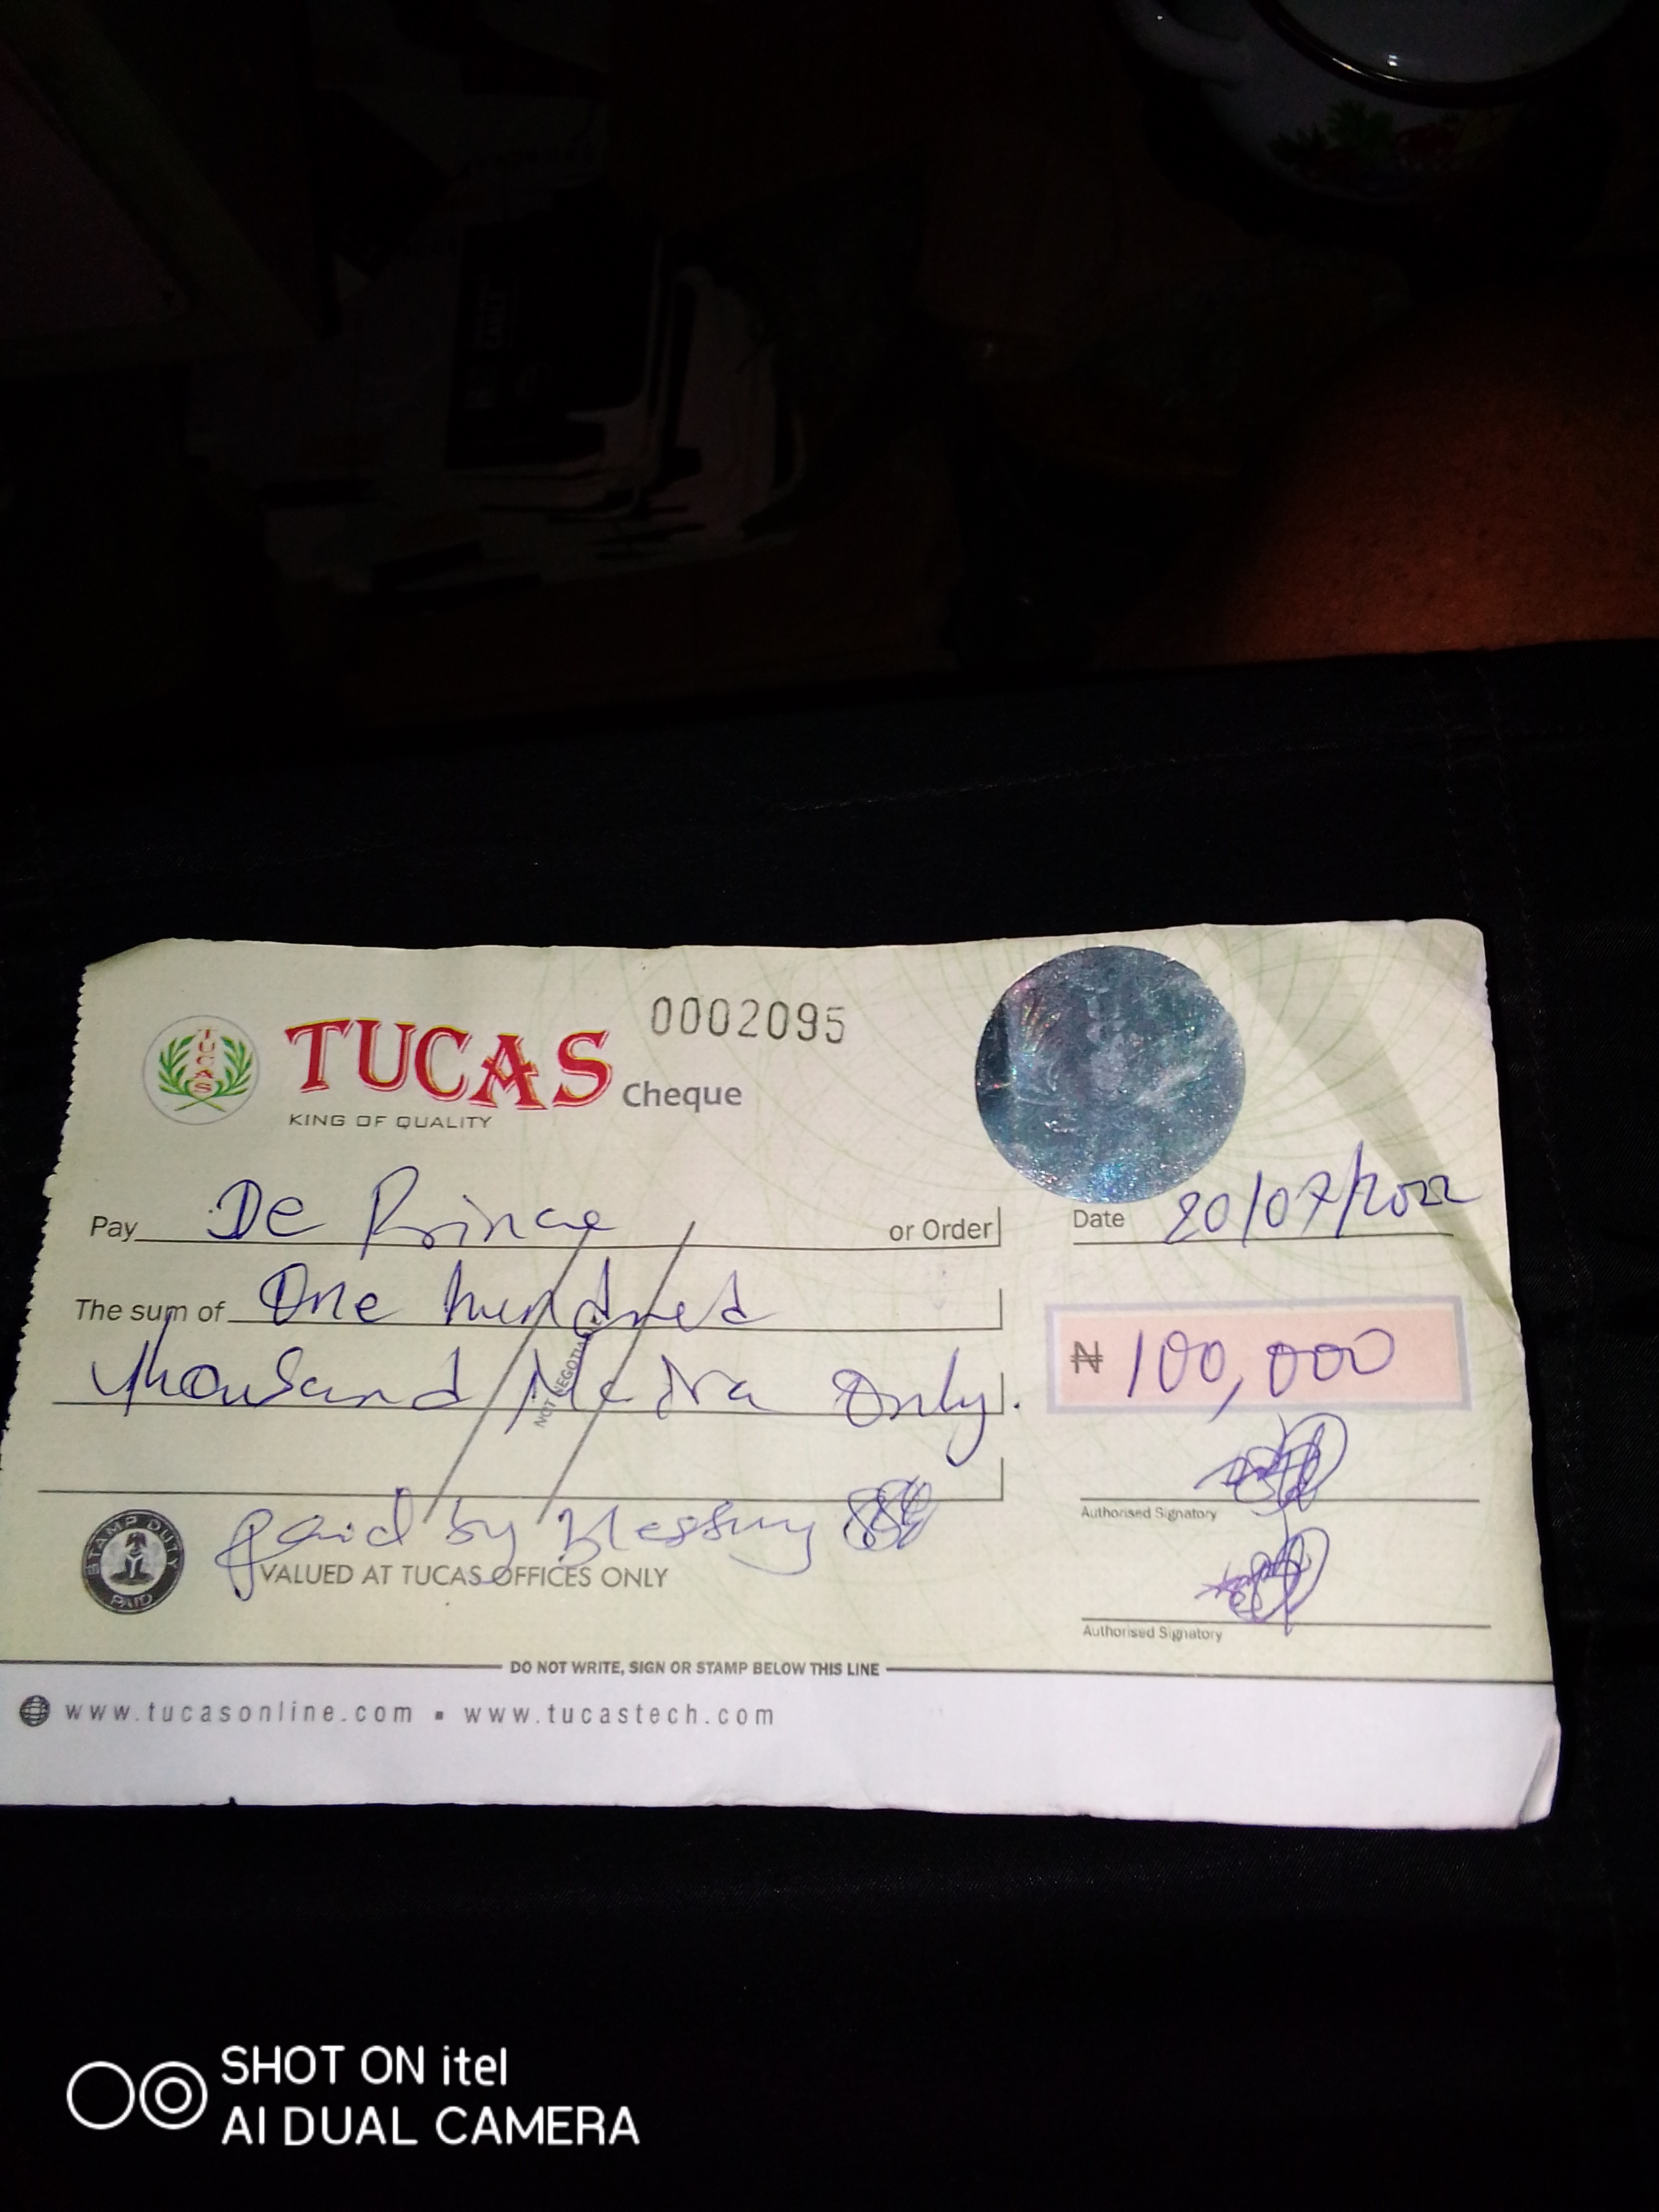 TUCAS
0002095
TUCAS Cheque
KING OF QUALITY
Pay De Prince or Order
Date 20/07/2022
The sum of One hundred
thousand Naira Only.
₦ 100,000
NOT NEGOTIA
Authorised Signatory
paid by Blessing
STAMP DUTY
PAID
VALUED AT TUCAS OFFICES ONLY
Authorised Signatory
DO NOT WRITE, SIGN OR STAMP BELOW THIS LINE
www.tucasonline.com ▪ www.tucastech.com
SHOT ON itel
AI DUAL CAMERA